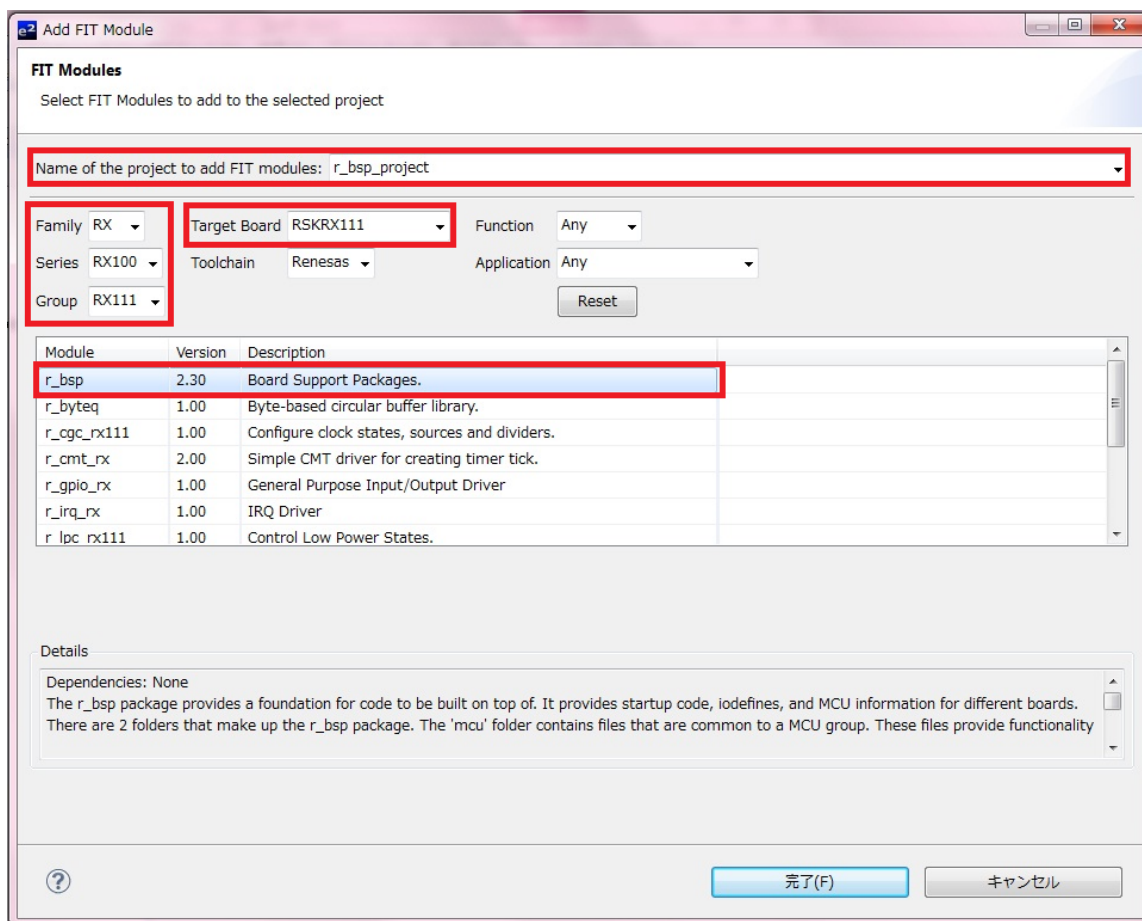 e² Add FIT Module
FIT Modules
Select FIT Modules to add to the selected project
Name of the project to add FIT modules: r_bsp_project
Family RX Target Board RSKRX111 Function Any
Series RX100 Toolchain Renesas Application Any
Group RX111 Reset
Module Version Description
r_bsp 2.30 Board Support Packages.
r_byteq 1.00 Byte-based circular buffer library.
r_cgc_rx111 1.00 Configure clock states, sources and dividers.
r_cmt_rx 2.00 Simple CMT driver for creating timer tick.
r_gpio_rx 1.00 General Purpose Input/Output Driver
r_irq_rx 1.00 IRQ Driver
r_lpc_rx111 1.00 Control Low Power States.
Details
Dependencies: None
The r_bsp package provides a foundation for code to be built on top of. It provides startup code, iodefines, and MCU information for different boards.
There are 2 folders that make up the r_bsp package. The 'mcu' folder contains files that are common to a MCU group. These files provide functionality
? 完了(F) キャンセル